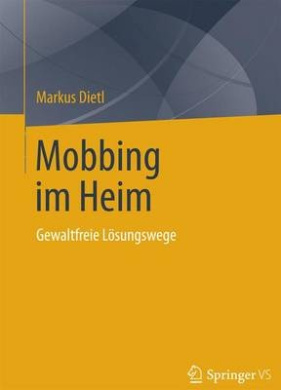 Markus Dietl
Mobbing
im Heim
Gewaltfreie Lösungswege
Springer VS